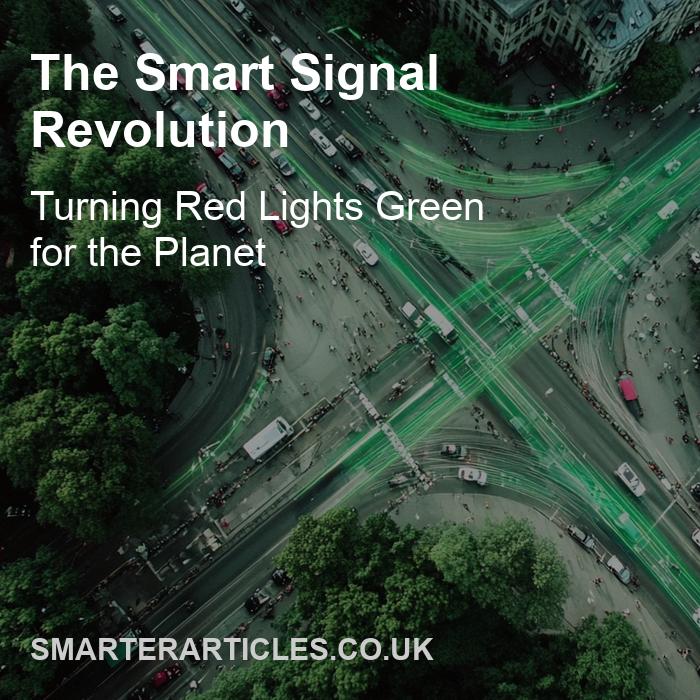 The Smart Signal
Revolution
Turning Red Lights Green
for the Planet
SMARTERARTICLES.CO.UK